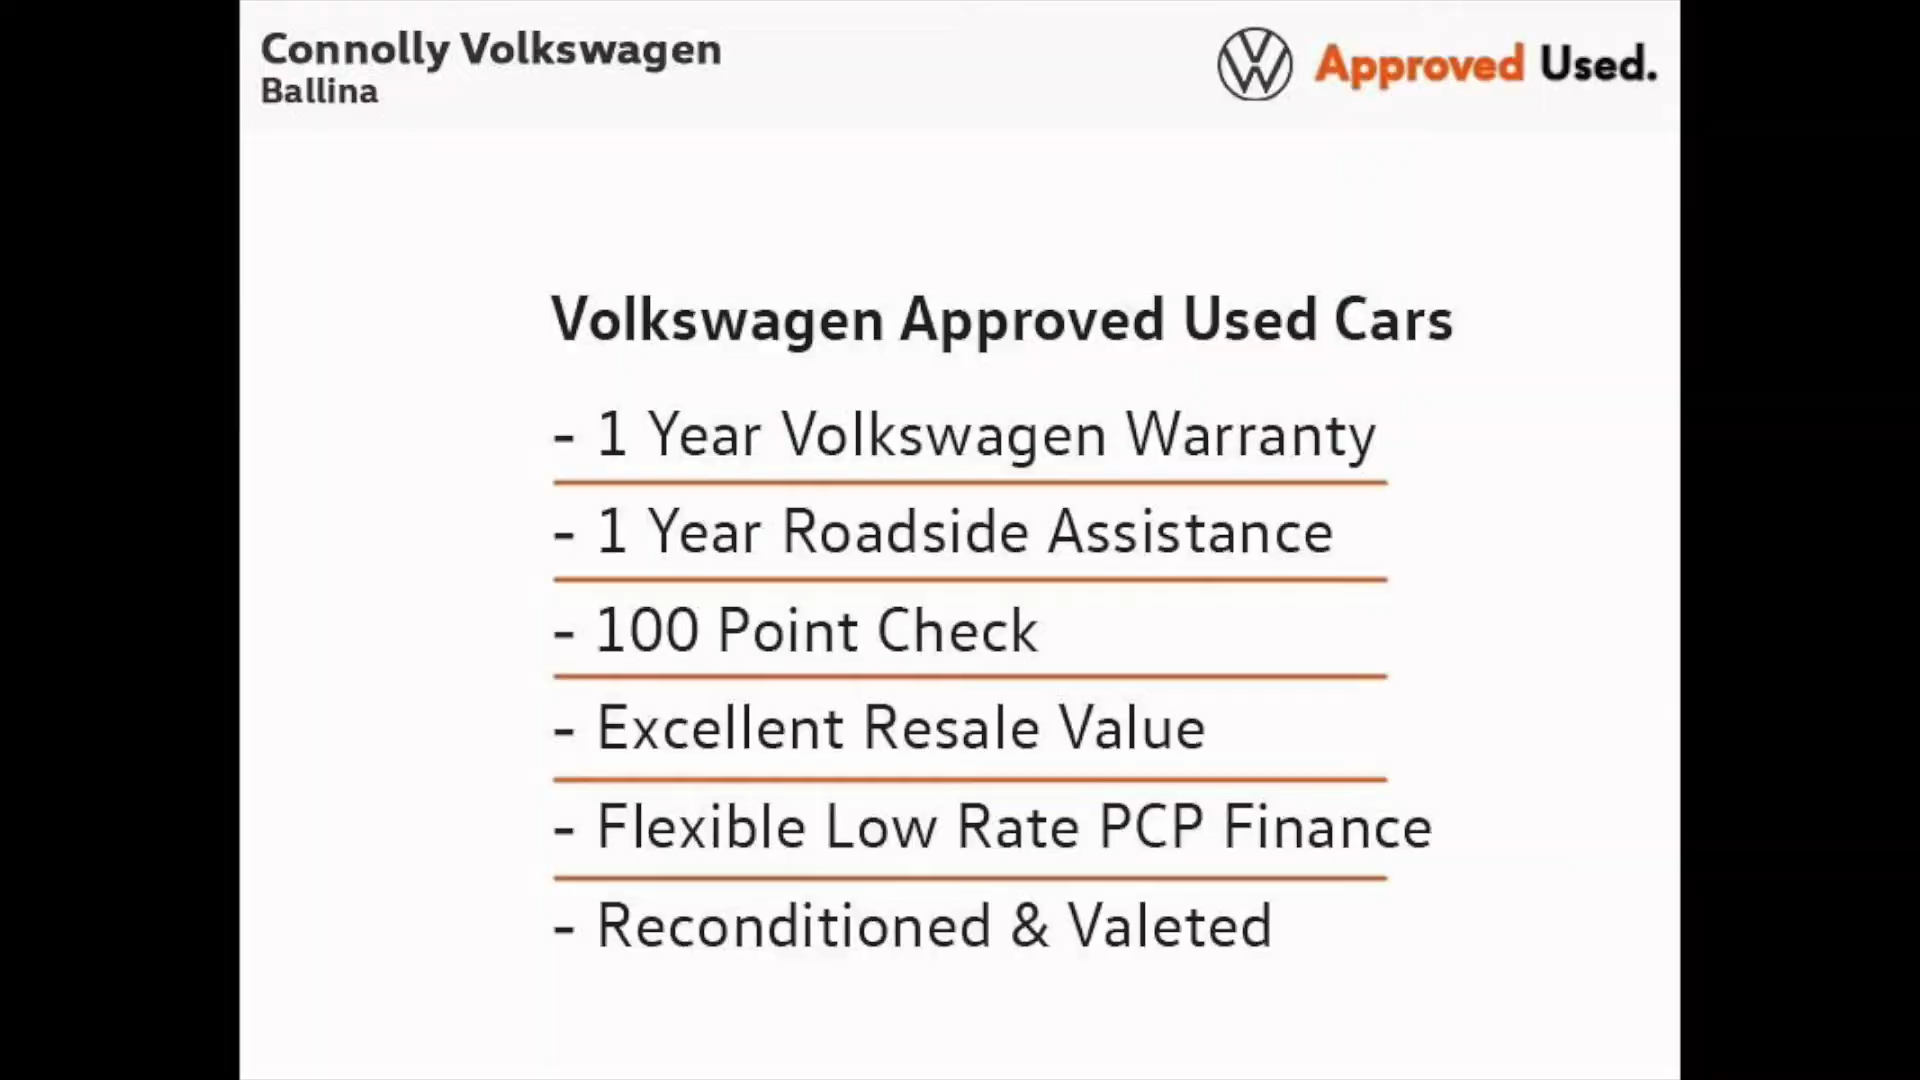 Connolly Volkswagen
Ballina
Approved Used.
Volkswagen Approved Used Cars
- 1 Year Volkswagen Warranty
- 1 Year Roadside Assistance
- 100 Point Check
- Excellent Resale Value
- Flexible Low Rate PCP Finance
- Reconditioned & Valeted